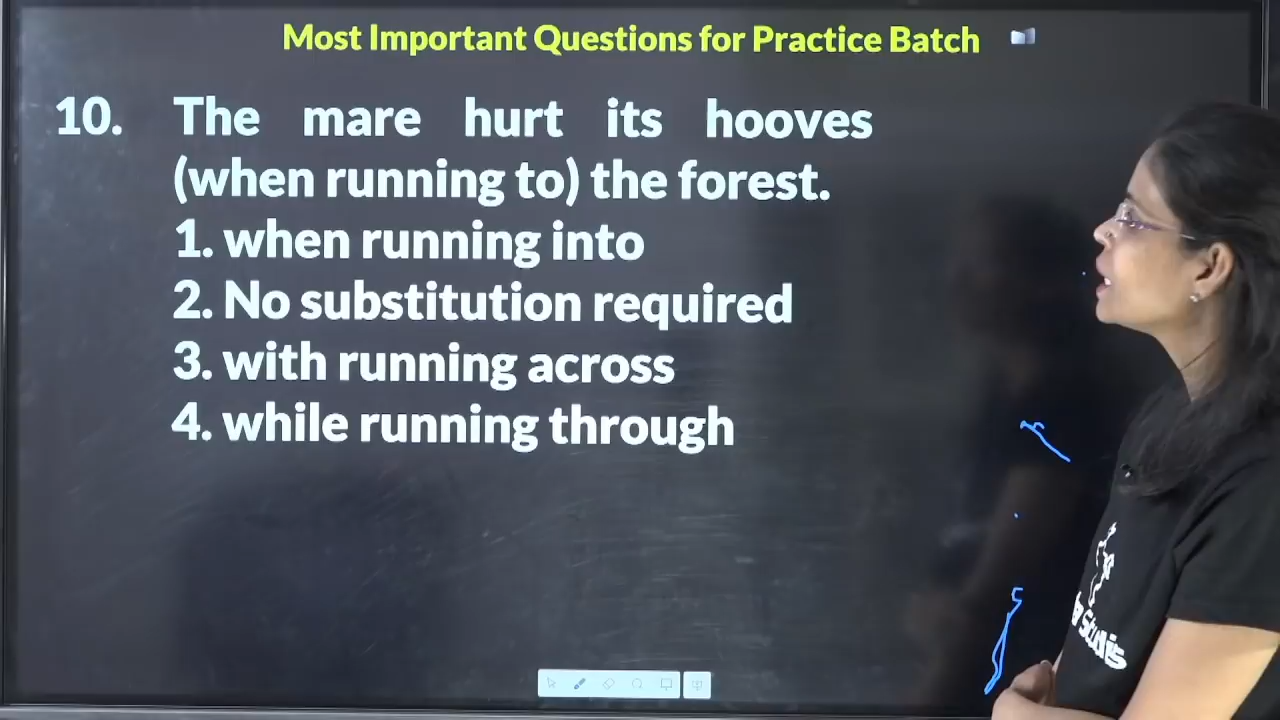 Most Important Questions for Practice Batch
10. The mare hurt its hooves
(when running to) the forest.
1. when running into
2. No substitution required
3. with running across
4. while running through